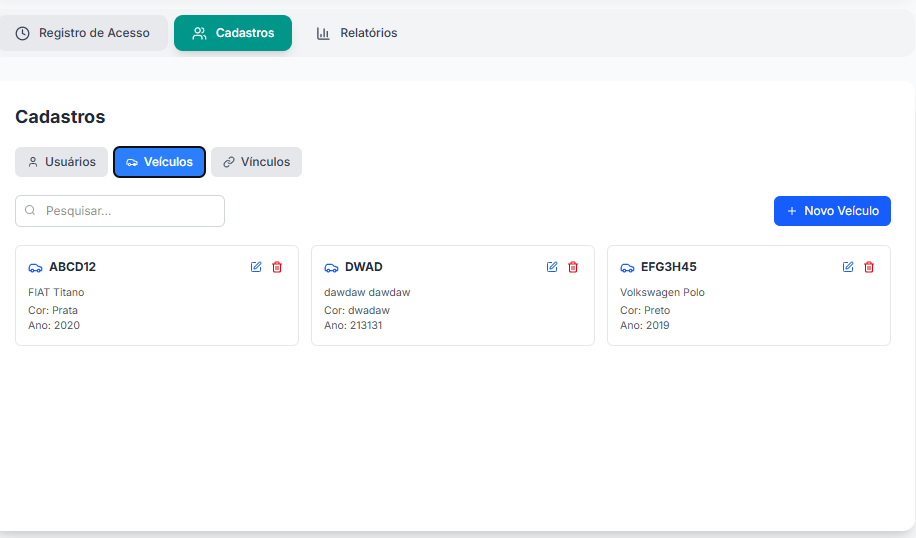 Registro de Acesso Cadastros Relatórios
Cadastros
Usuários Veículos Vínculos
Pesquisar... + Novo Veículo
ABCD12 DWAD EFG3H45
FIAT Titano dawdaw dawdaw Volkswagen Polo
Cor: Prata Cor: dwadaw Cor: Preto
Ano: 2020 Ano: 213131 Ano: 2019